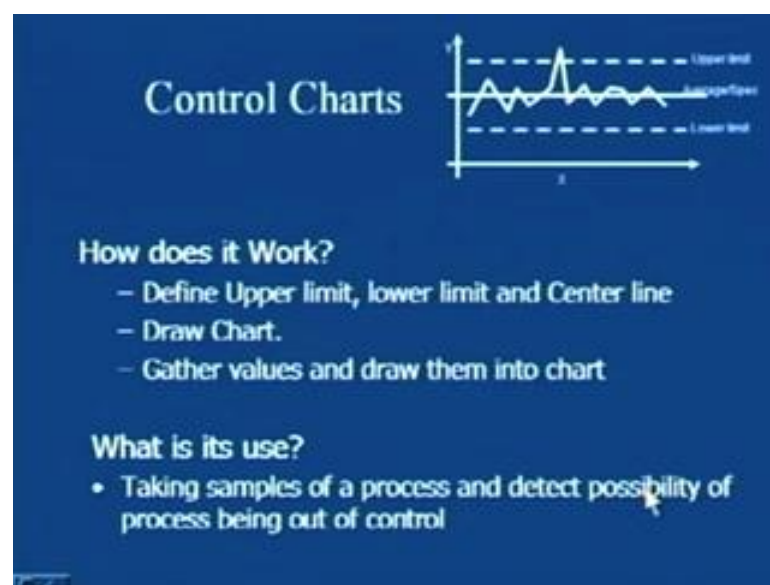 Control Charts
Y
Upper limit
Average/Spec
Lower limit
X
How does it Work?
– Define Upper limit, lower limit and Center line
– Draw Chart.
– Gather values and draw them into chart
What is its use?
• Taking samples of a process and detect possibility of
process being out of control